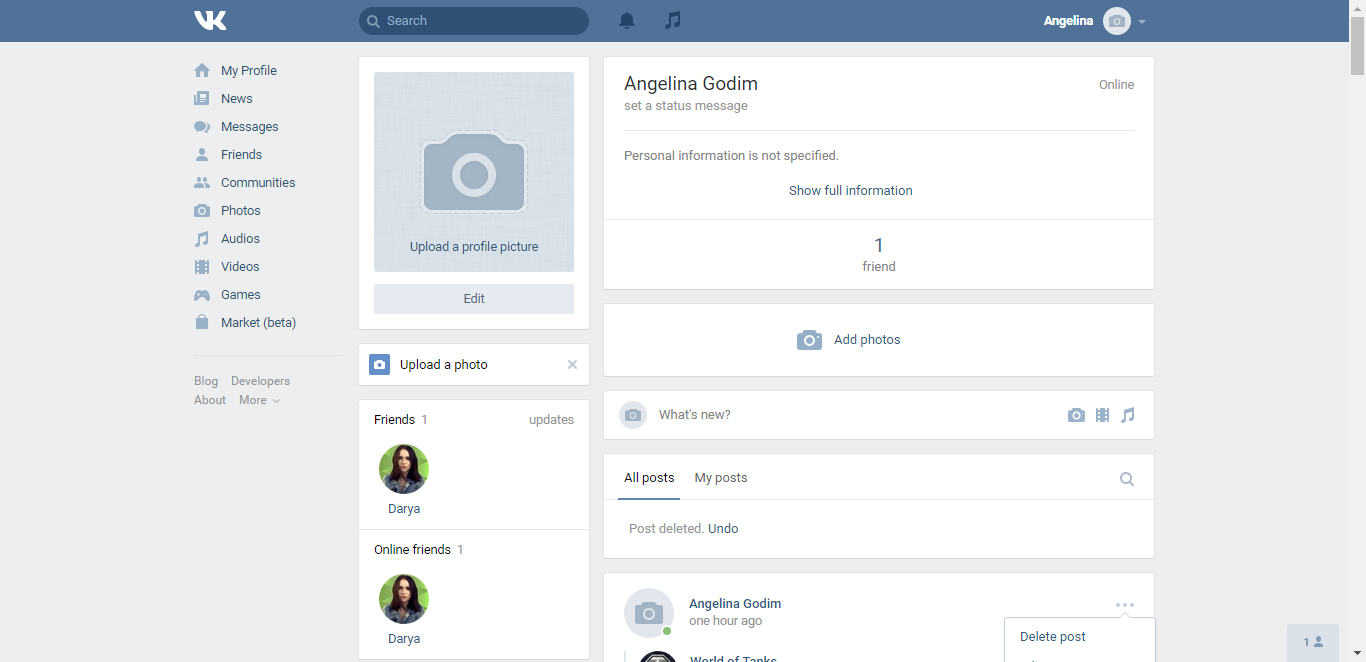 VK
Search
Angelina
My Profile
News
Messages
Friends
Communities
Photos
Audios
Videos
Games
Market (beta)
Blog Developers
About More
Upload a profile picture
Edit
Upload a photo
Friends 1 updates
Darya
Online friends 1
Darya
Angelina Godim Online
set a status message
Personal information is not specified.
Show full information
1
friend
Add photos
What's new?
All posts My posts
Post deleted. Undo
Angelina Godim
one hour ago
Delete post
World of Tanks
1